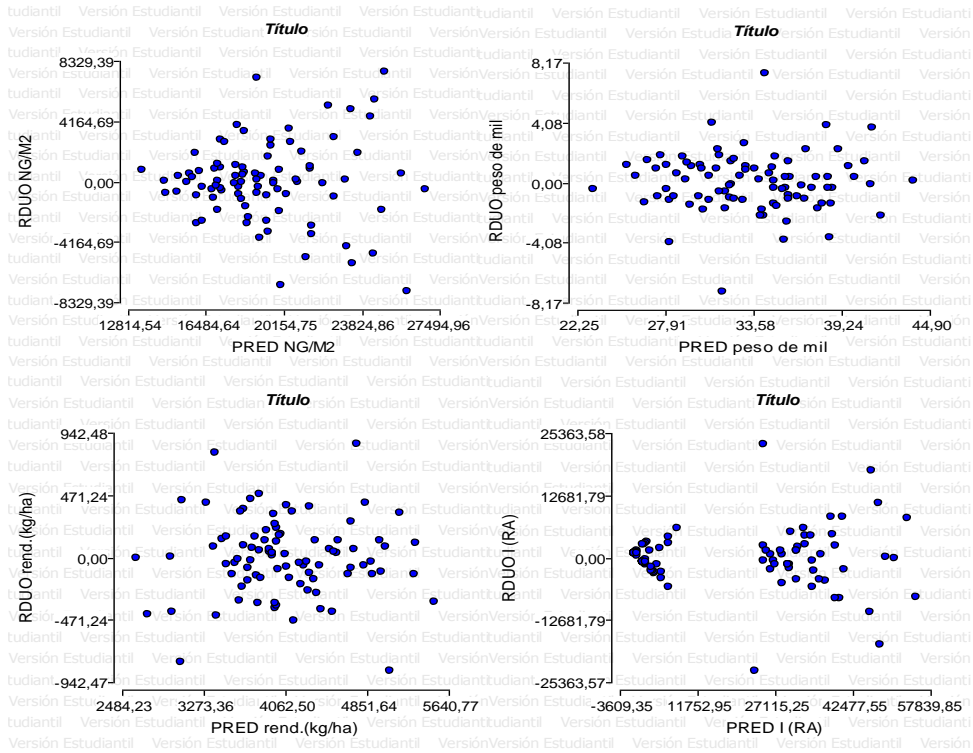 Título
8329,39
4164,69
0,00
-4164,69
-8329,39
RDUO NG/M2
12814,54 16484,64 20154,75 23824,86 27494,96
PRED NG/M2
Título
8,17
4,08
0,00
-4,08
-8,17
RDUO peso de mil
22,25 27,91 33,58 39,24 44,90
PRED peso de mil
Título
942,48
471,24
0,00
-471,24
-942,47
RDUO rend.(kg/ha)
2484,23 3273,36 4062,50 4851,64 5640,77
PRED rend.(kg/ha)
Título
25363,58
12681,79
0,00
-12681,79
-25363,57
RDUO I (RA)
-3609,35 11752,95 27115,25 42477,55 57839,85
PRED I (RA)
Versión Estudiantil